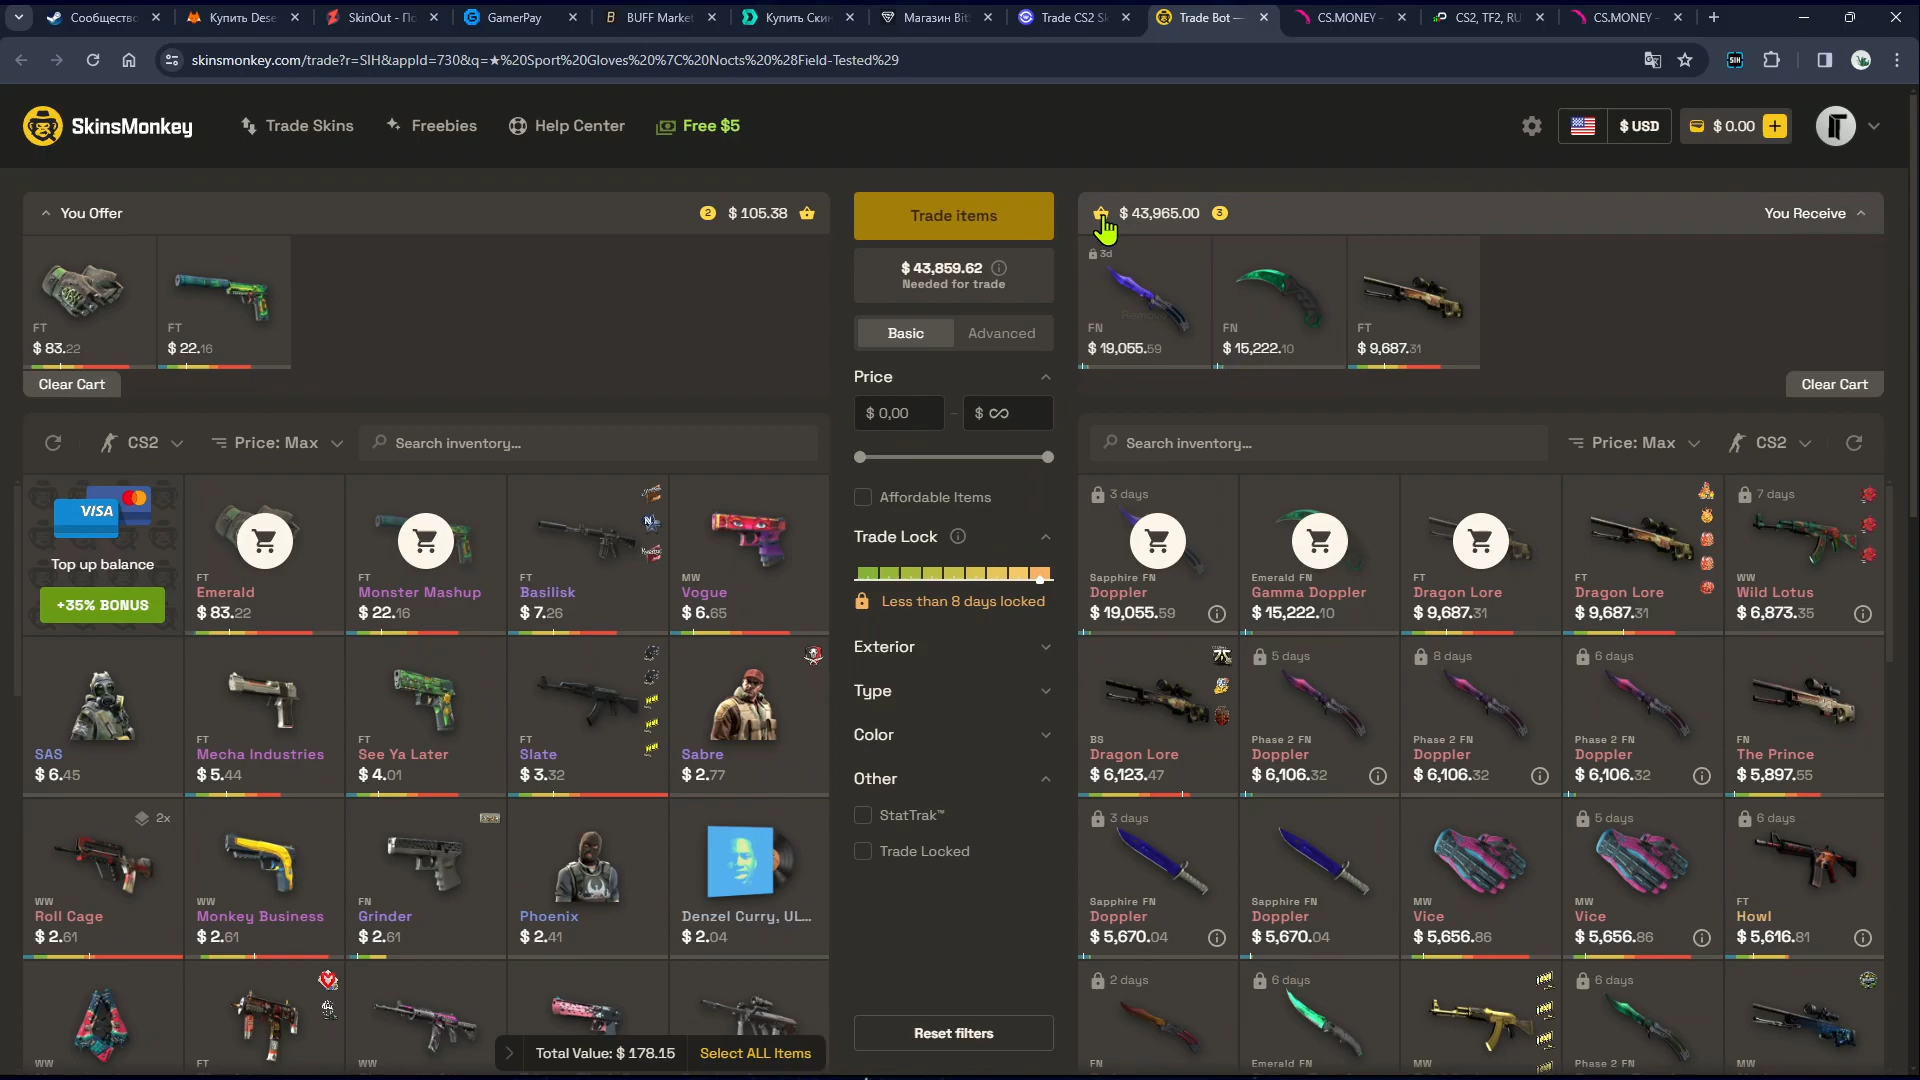 Сообщество
Купить Dese
SkinOut - По
GamerPay
BUFF Market
Купить Скин
Магазин Bit
Trade CS2 Sk
Trade Bot —
CS.MONEY -
CS2, TF2, RU
CS.MONEY -
skinsmonkey.com/trade?r=SIH&appId=730&q=★%20Sport%20Gloves%20%7C%20Nocts%20%28Field-Tested%29
SkinsMonkey
Trade Skins
Freebies
Help Center
Free $5
$ USD
$ 0.00
You Offer
2
$ 105.38
Trade items
$ 43,965.00
3
You Receive
FT
$ 83.22
FT
$ 22.16
Clear Cart
$ 43,859.62
Needed for trade
Basic
Advanced
3d
Remove
FN
$ 19,055.59
FN
$ 15,222.10
FT
$ 9,687.31
Clear Cart
Price
$ 0,00
$ ∞
CS2
Price: Max
Search inventory...
Search inventory...
Price: Max
CS2
VISA
Top up balance
+35% BONUS
FT
Emerald
$ 83.22
FT
Monster Mashup
$ 22.16
FT
Basilisk
$ 7.26
MW
Vogue
$ 6.65
Affordable Items
Trade Lock
Less than 8 days locked
Exterior
Type
Color
Other
StatTrak™
Trade Locked
Reset filters
3 days
Sapphire FN
Doppler
$ 19,055.59
Emerald FN
Gamma Doppler
$ 15,222.10
FT
Dragon Lore
$ 9,687.31
FT
Dragon Lore
$ 9,687.31
7 days
WW
Wild Lotus
$ 6,873.35
SAS
$ 6.45
FT
Mecha Industries
$ 5.44
FT
See Ya Later
$ 4.01
FT
Slate
$ 3.32
Sabre
$ 2.77
BS
Dragon Lore
$ 6,123.47
5 days
Phase 2 FN
Doppler
$ 6,106.32
8 days
Phase 2 FN
Doppler
$ 6,106.32
6 days
Phase 2 FN
Doppler
$ 6,106.32
FN
The Prince
$ 5,897.55
2x
WW
Roll Cage
$ 2.61
WW
Monkey Business
$ 2.61
FN
Grinder
$ 2.61
Phoenix
$ 2.41
Denzel Curry, UL...
$ 2.04
3 days
Sapphire FN
Doppler
$ 5,670.04
Sapphire FN
Doppler
$ 5,670.04
MW
Vice
$ 5,656.86
5 days
MW
Vice
$ 5,656.86
6 days
FT
Howl
$ 5,616.81
WW
FT
WW
Total Value: $ 178.15
Select ALL Items
2 days
FN
6 days
Emerald FN
MW
6 days
Phase 2 FN
MW